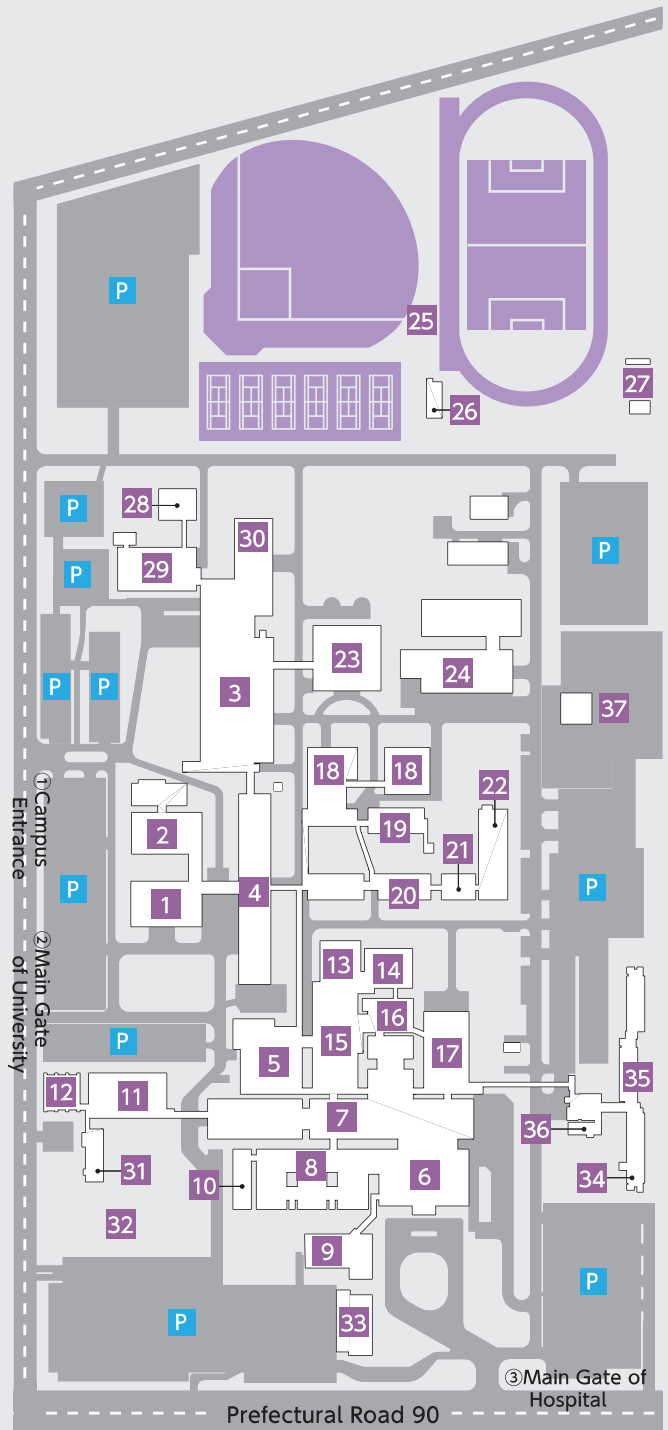 P
25
27
26
28
P
30
P
29
P
23
3
24
P
P
37
18
18
22
2
19
21
①Campus
Entrance
P
1
4
20
P
②Main Gate
of University
13
14
16
P
15
17
5
35
12
11
7
36
31
8
6
34
10
32
9
P
P
33
③Main Gate of
Hospital
Prefectural Road 90